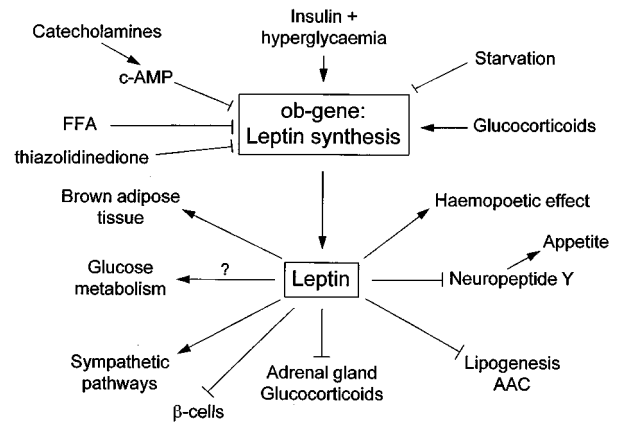 Insulin +
hyperglycaemia
Catecholamines
c-AMP
Starvation
ob-gene:
Leptin synthesis
FFA
Glucocorticoids
thiazolidinedione
Brown adipose
tissue
Haemopoetic effect
Appetite
Glucose
metabolism
?
Leptin
Neuropeptide Y
Sympathetic
pathways
β-cells
Adrenal gland
Glucocorticoids
Lipogenesis
AAC